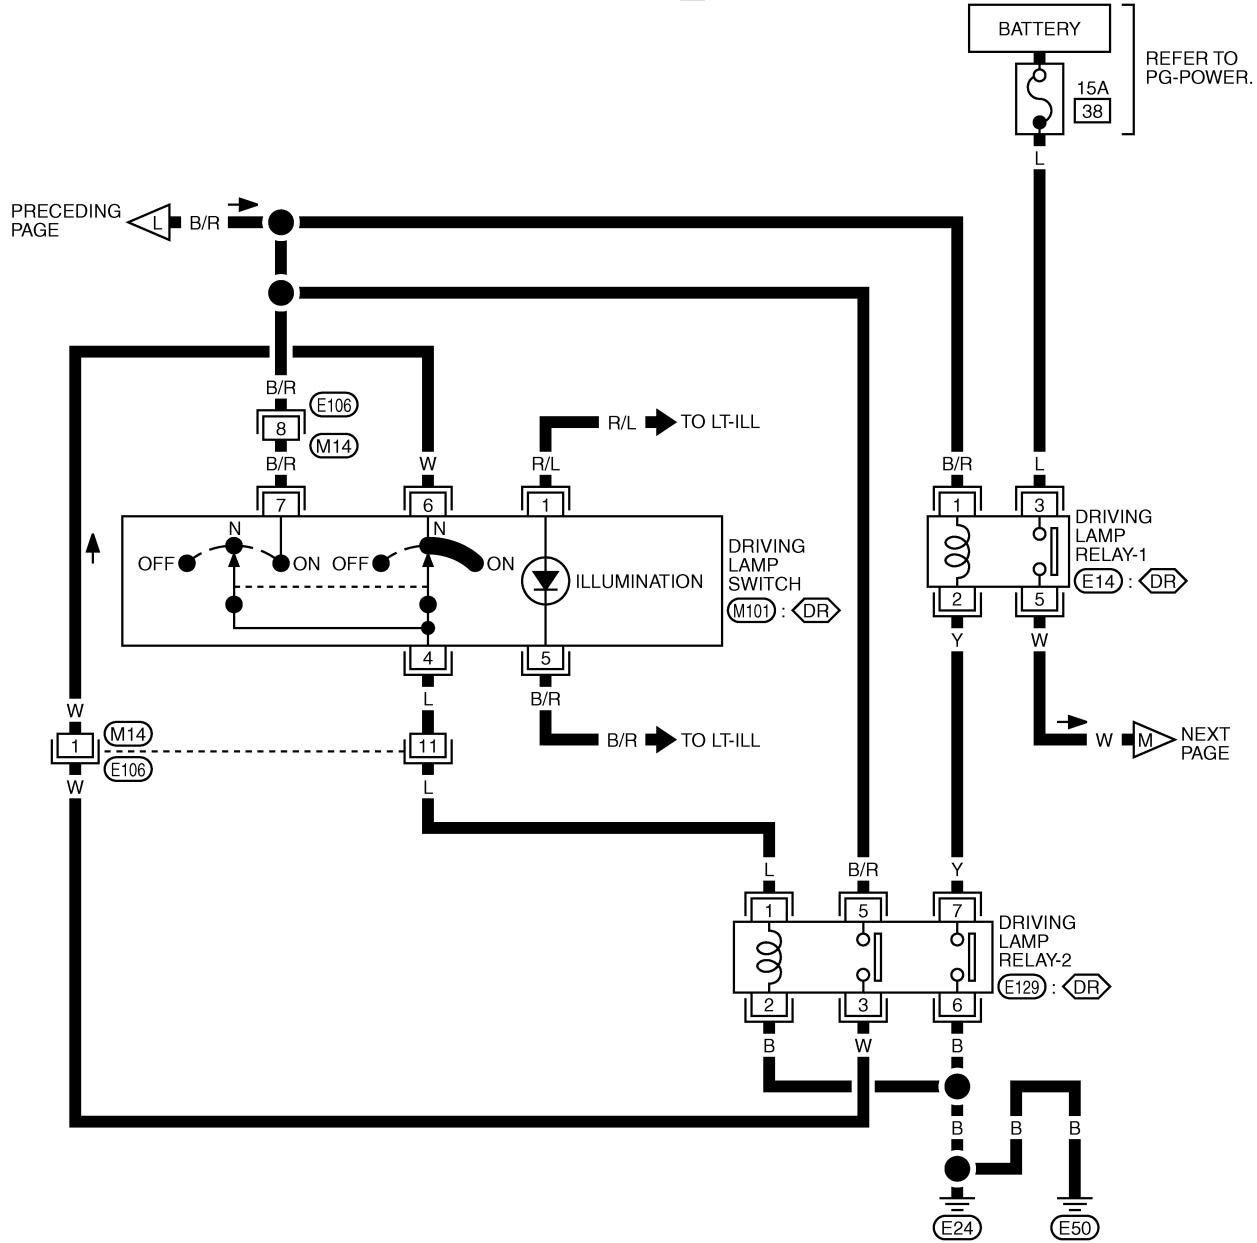 BATTERY
REFER TO
PG-POWER.
15A
38
L
PRECEDING
PAGE
L
B/R
B/R
E106
8
M14
B/R
W
R/L
R/L
TO LT-ILL
B/R
L
7
6
1
1
3
N
N
OFF
ON
OFF
ON
ILLUMINATION
DRIVING
LAMP
SWITCH
M101 : DR
DRIVING
LAMP
RELAY-1
E14 : DR
2
5
4
5
Y
W
L
B/R
W
M14
1
E106
11
B/R
TO LT-ILL
W
M
NEXT
PAGE
W
L
L
B/R
Y
1
5
7
DRIVING
LAMP
RELAY-2
E129 : DR
2
3
6
B
W
B
B
B
B
E24
E50